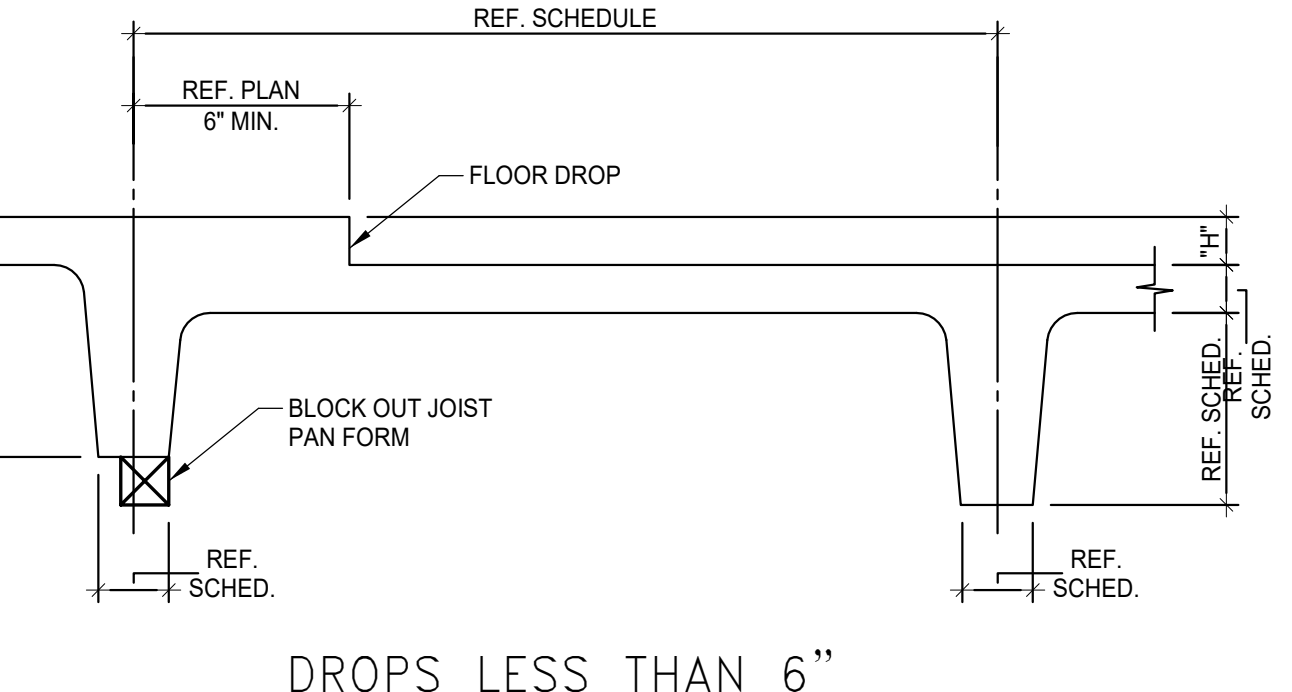 REF. SCHEDULE
REF. PLAN
6" MIN.
FLOOR DROP
"H"
REF.
SCHED.
REF. SCHED.
BLOCK OUT JOIST
PAN FORM
REF.
SCHED.
REF.
SCHED.
DROPS LESS THAN 6”